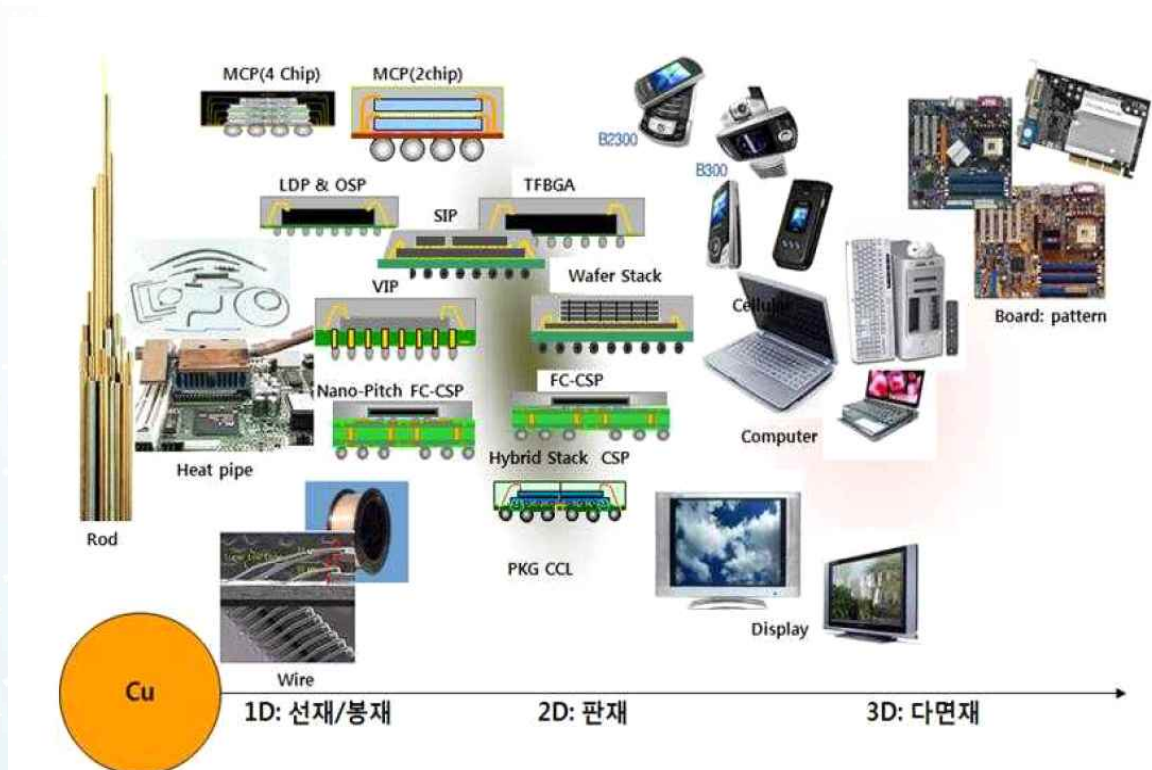 MCP(4 Chip)
MCP(2chip)
B2300
B300
LDP & OSP
TFBGA
SIP
Wafer Stack
VIP
Cellular
Board: pattern
Nano-Pitch FC-CSP
FC-CSP
Computer
Heat pipe
Hybrid Stack CSP
Rod
PKG CCL
Display
Wire
Cu
1D: 선재/봉재
2D: 판재
3D: 다면재